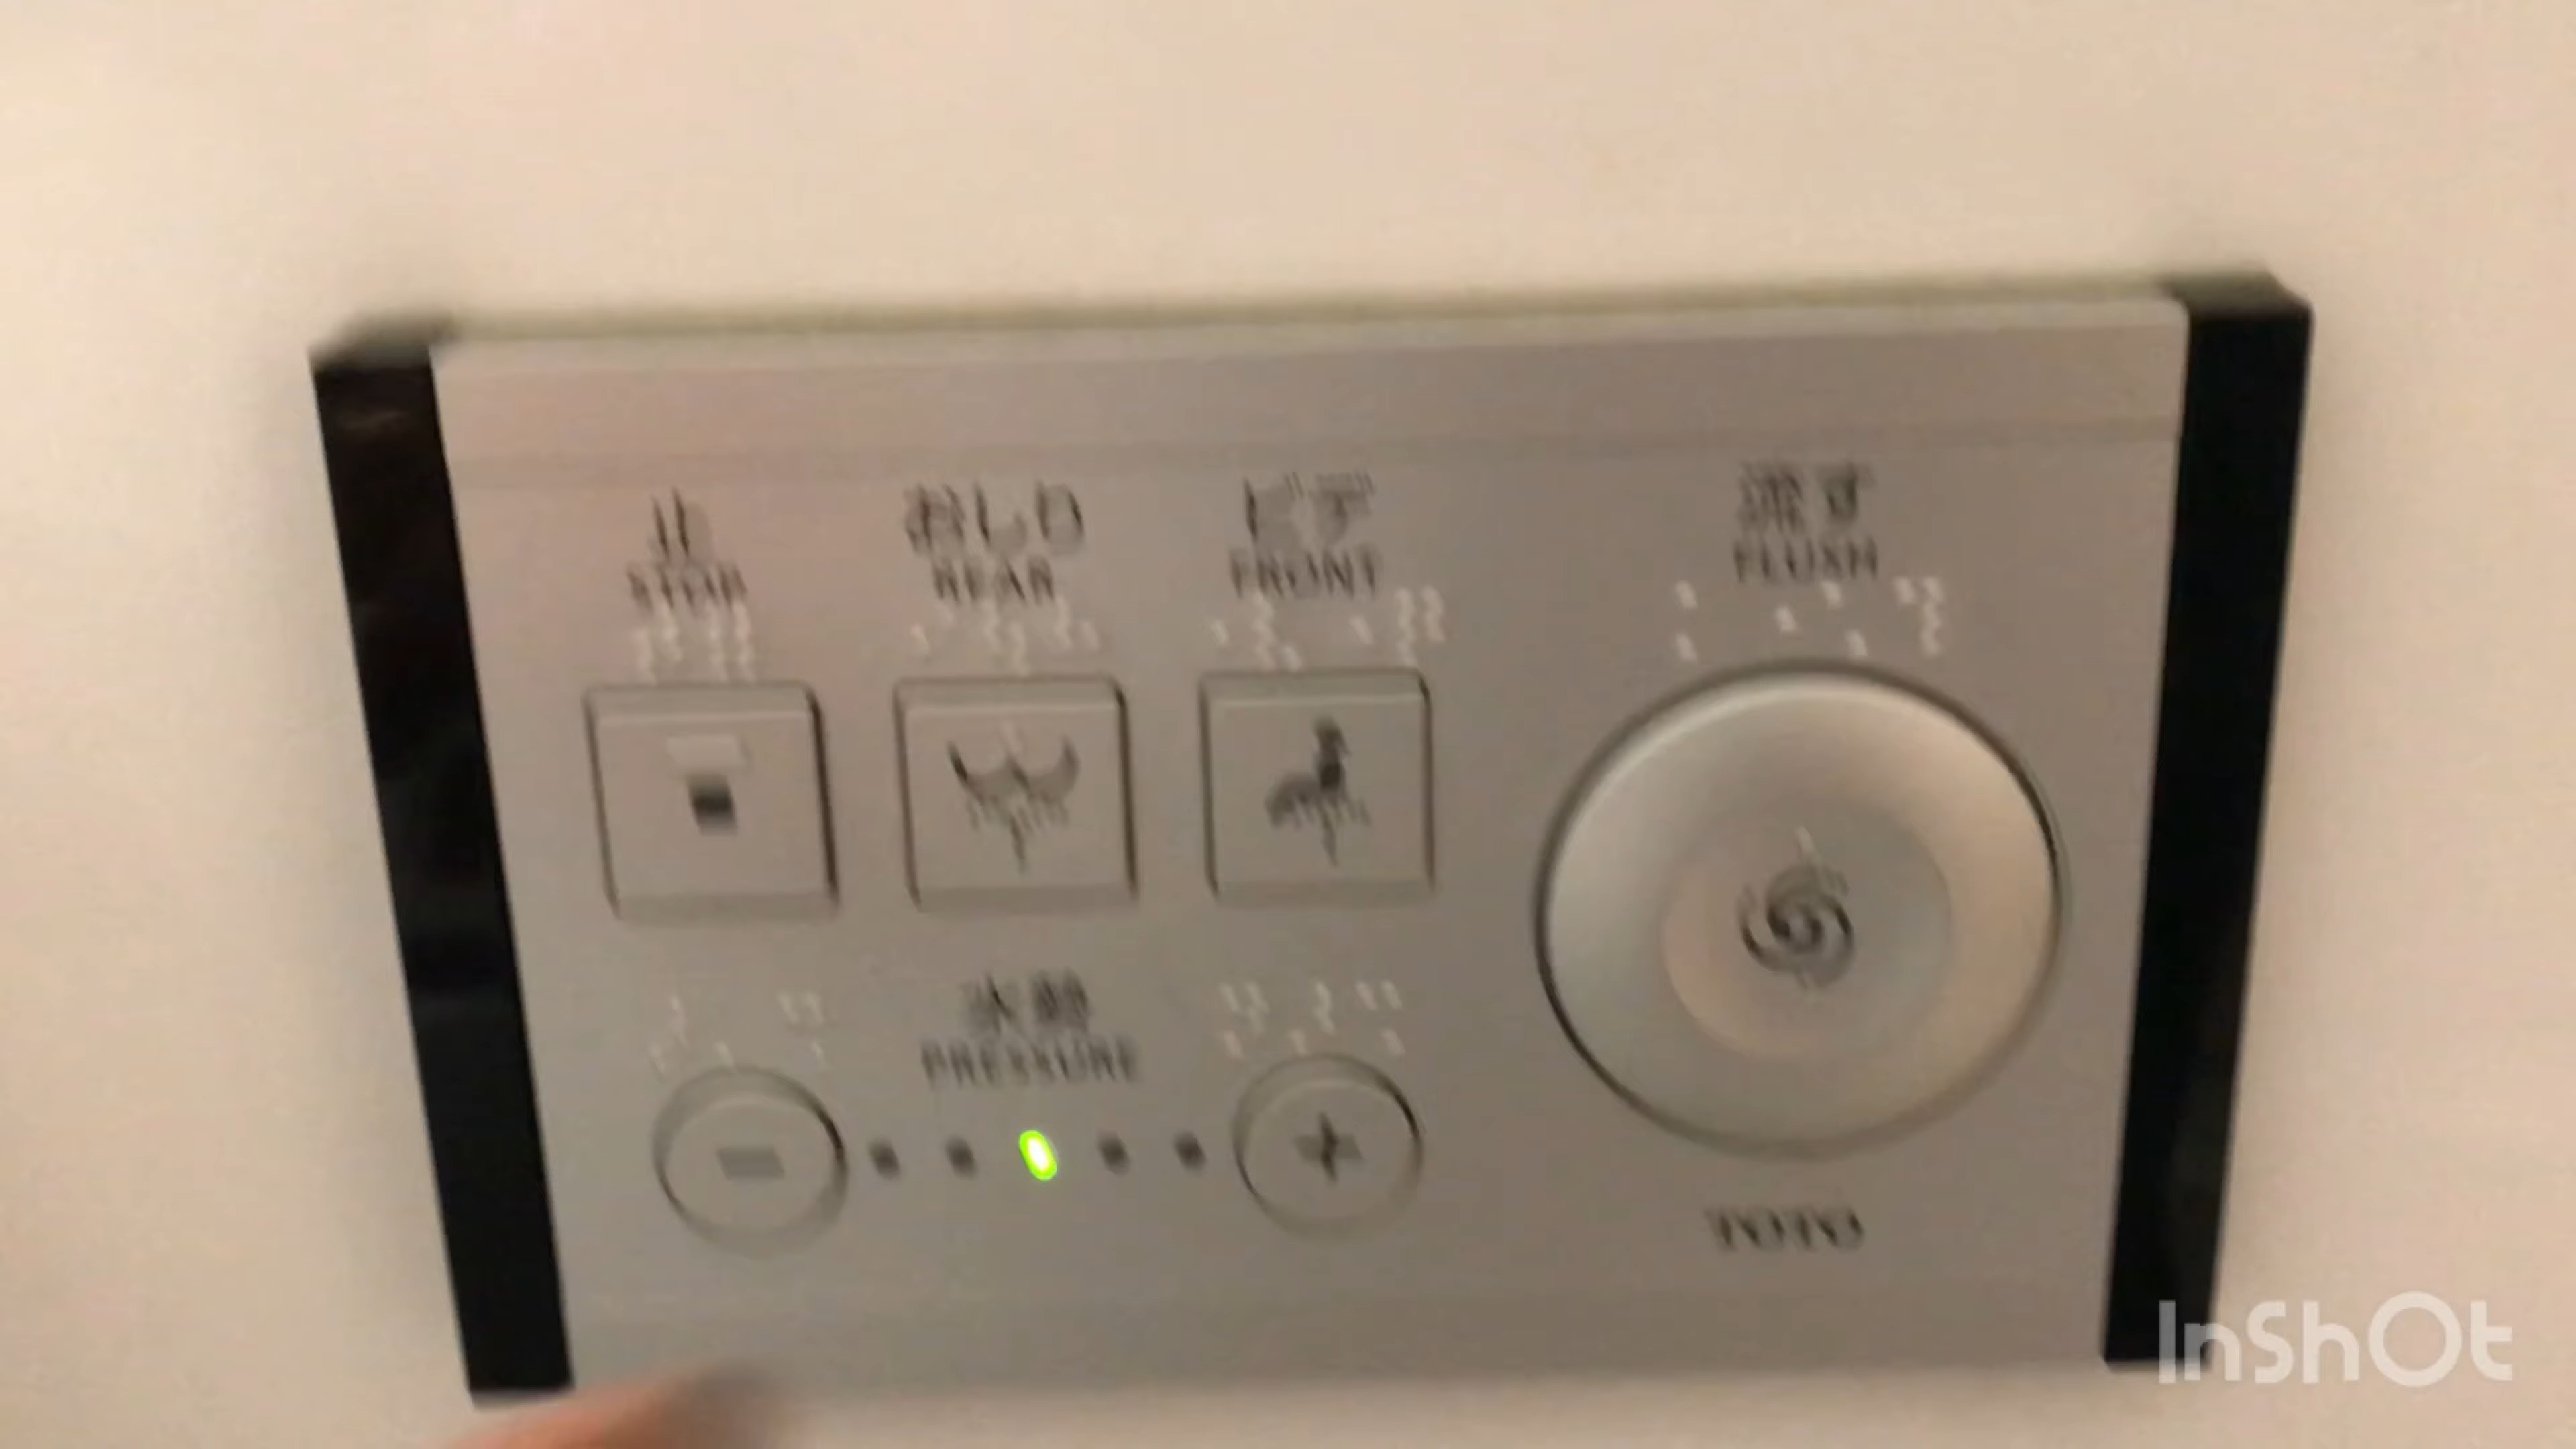 止
STOP
おしり
REAR
ビデ
FRONT
流す
FLUSH
水勢
PRESSURE
TOTO
InShOt